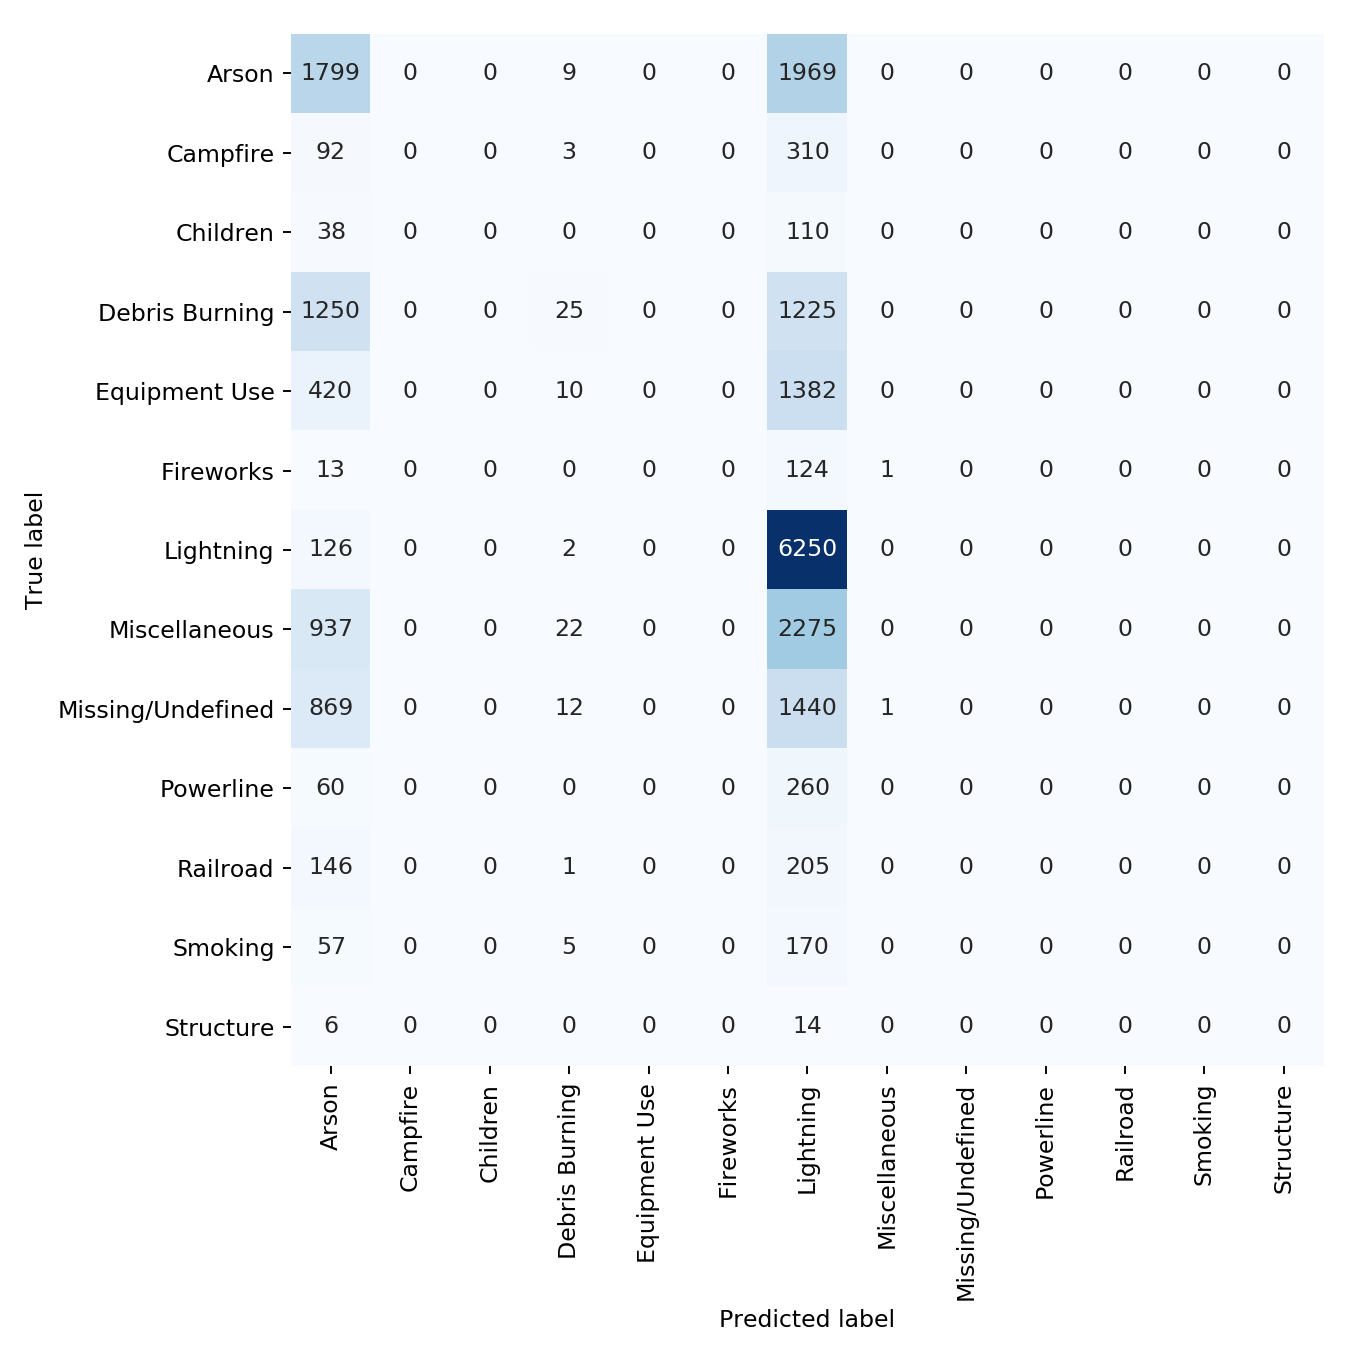 Arson 1799 0 0 9 0 0 1969 0 0 0 0 0 0
Campfire 92 0 0 3 0 0 310 0 0 0 0 0 0
Children 38 0 0 0 0 0 110 0 0 0 0 0 0
Debris Burning 1250 0 0 25 0 0 1225 0 0 0 0 0 0
Equipment Use 420 0 0 10 0 0 1382 0 0 0 0 0 0
Fireworks 13 0 0 0 0 0 124 1 0 0 0 0 0
Lightning 126 0 0 2 0 0 6250 0 0 0 0 0 0
Miscellaneous 937 0 0 22 0 0 2275 0 0 0 0 0 0
Missing/Undefined 869 0 0 12 0 0 1440 1 0 0 0 0 0
Powerline 60 0 0 0 0 0 260 0 0 0 0 0 0
Railroad 146 0 0 1 0 0 205 0 0 0 0 0 0
Smoking 57 0 0 5 0 0 170 0 0 0 0 0 0
Structure 6 0 0 0 0 0 14 0 0 0 0 0 0
True label
Arson
Campfire
Children
Debris Burning
Equipment Use
Fireworks
Lightning
Miscellaneous
Missing/Undefined
Powerline
Railroad
Smoking
Structure
Predicted label